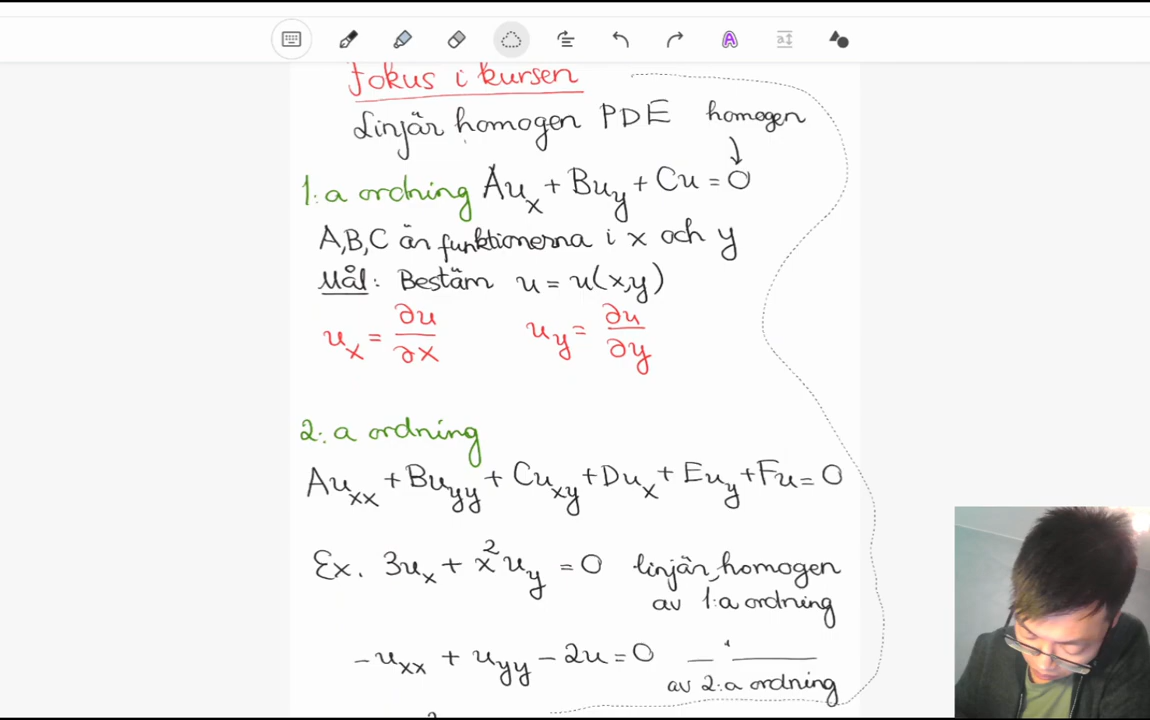 Fokus i kursen
Linjär homogen PDE homogen
↓
1:a ordning Au_x + Bu_y + Cu = 0
A,B,C är funktionerna i x och y
Mål: Bestäm u = u(x,y)
u_x = ∂u/∂x u_y = ∂u/∂y
2:a ordning
Au_xx + Bu_yy + Cu_xy + Du_x + Eu_y + Fu = 0
Ex. 3u_x + x²u_y = 0 linjär, homogen
av 1:a ordning
-u_xx + u_yy - 2u = 0 — " —
av 2:a ordning